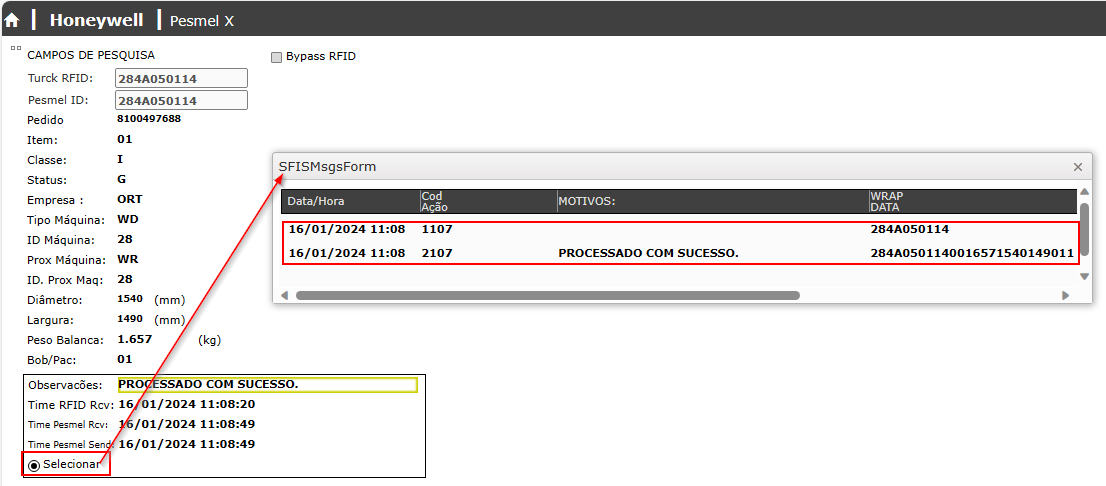 Honeywell Pesmel X
CAMPOS DE PESQUISA
Bypass RFID
Turck RFID: 284A050114
Pesmel ID: 284A050114
Pedido 8100497688
Item: 01
Classe: I
Status: G
Empresa : ORT
Tipo Máquina: WD
ID Máquina: 28
Prox Máquina: WR
ID. Prox Maq: 28
Diâmetro: 1540 (mm)
Largura: 1490 (mm)
Peso Balanca: 1.657 (kg)
Bob/Pac: 01
Observacões: PROCESSADO COM SUCESSO.
Time RFID Rcv: 16/01/2024 11:08:20
Time Pesmel Rcv: 16/01/2024 11:08:49
Time Pesmel Send: 16/01/2024 11:08:49
Selecionar
SFISMsgsForm
Data/Hora Cod Ação MOTIVOS: WRAP DATA
16/01/2024 11:08 1107 284A050114
16/01/2024 11:08 2107 PROCESSADO COM SUCESSO. 284A0501140016571540149011